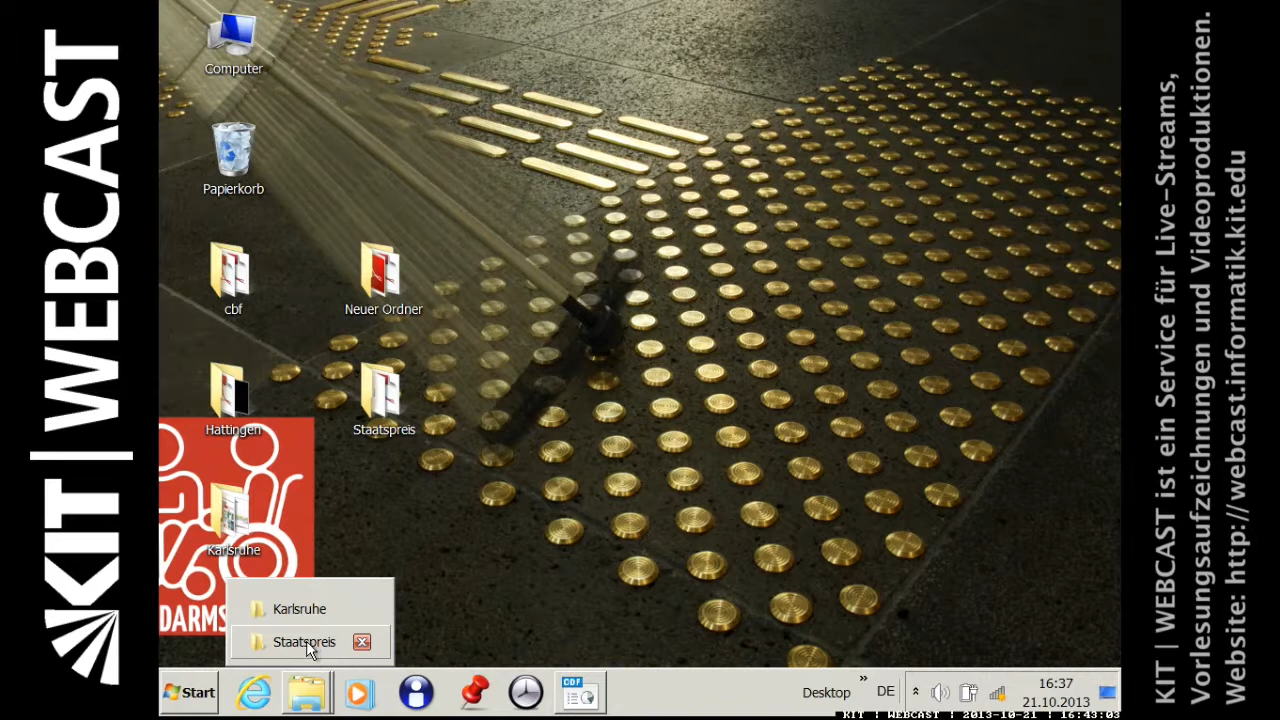 KIT | WEBCAST
Computer
Papierkorb
cbf
Neuer Ordner
Hattingen
Staatspreis
Karlsruhe
DARMS
Karlsruhe
Staatspreis
Start
CDF
Desktop
»
DE
16:37
21.10.2013
KIT | WEBCAST | 2013-10-21 | 16:43:03
KIT | WEBCAST ist ein Service für Live-Streams,
Vorlesungsaufzeichnungen und Videoproduktionen.
Website: http://webcast.informatik.kit.edu